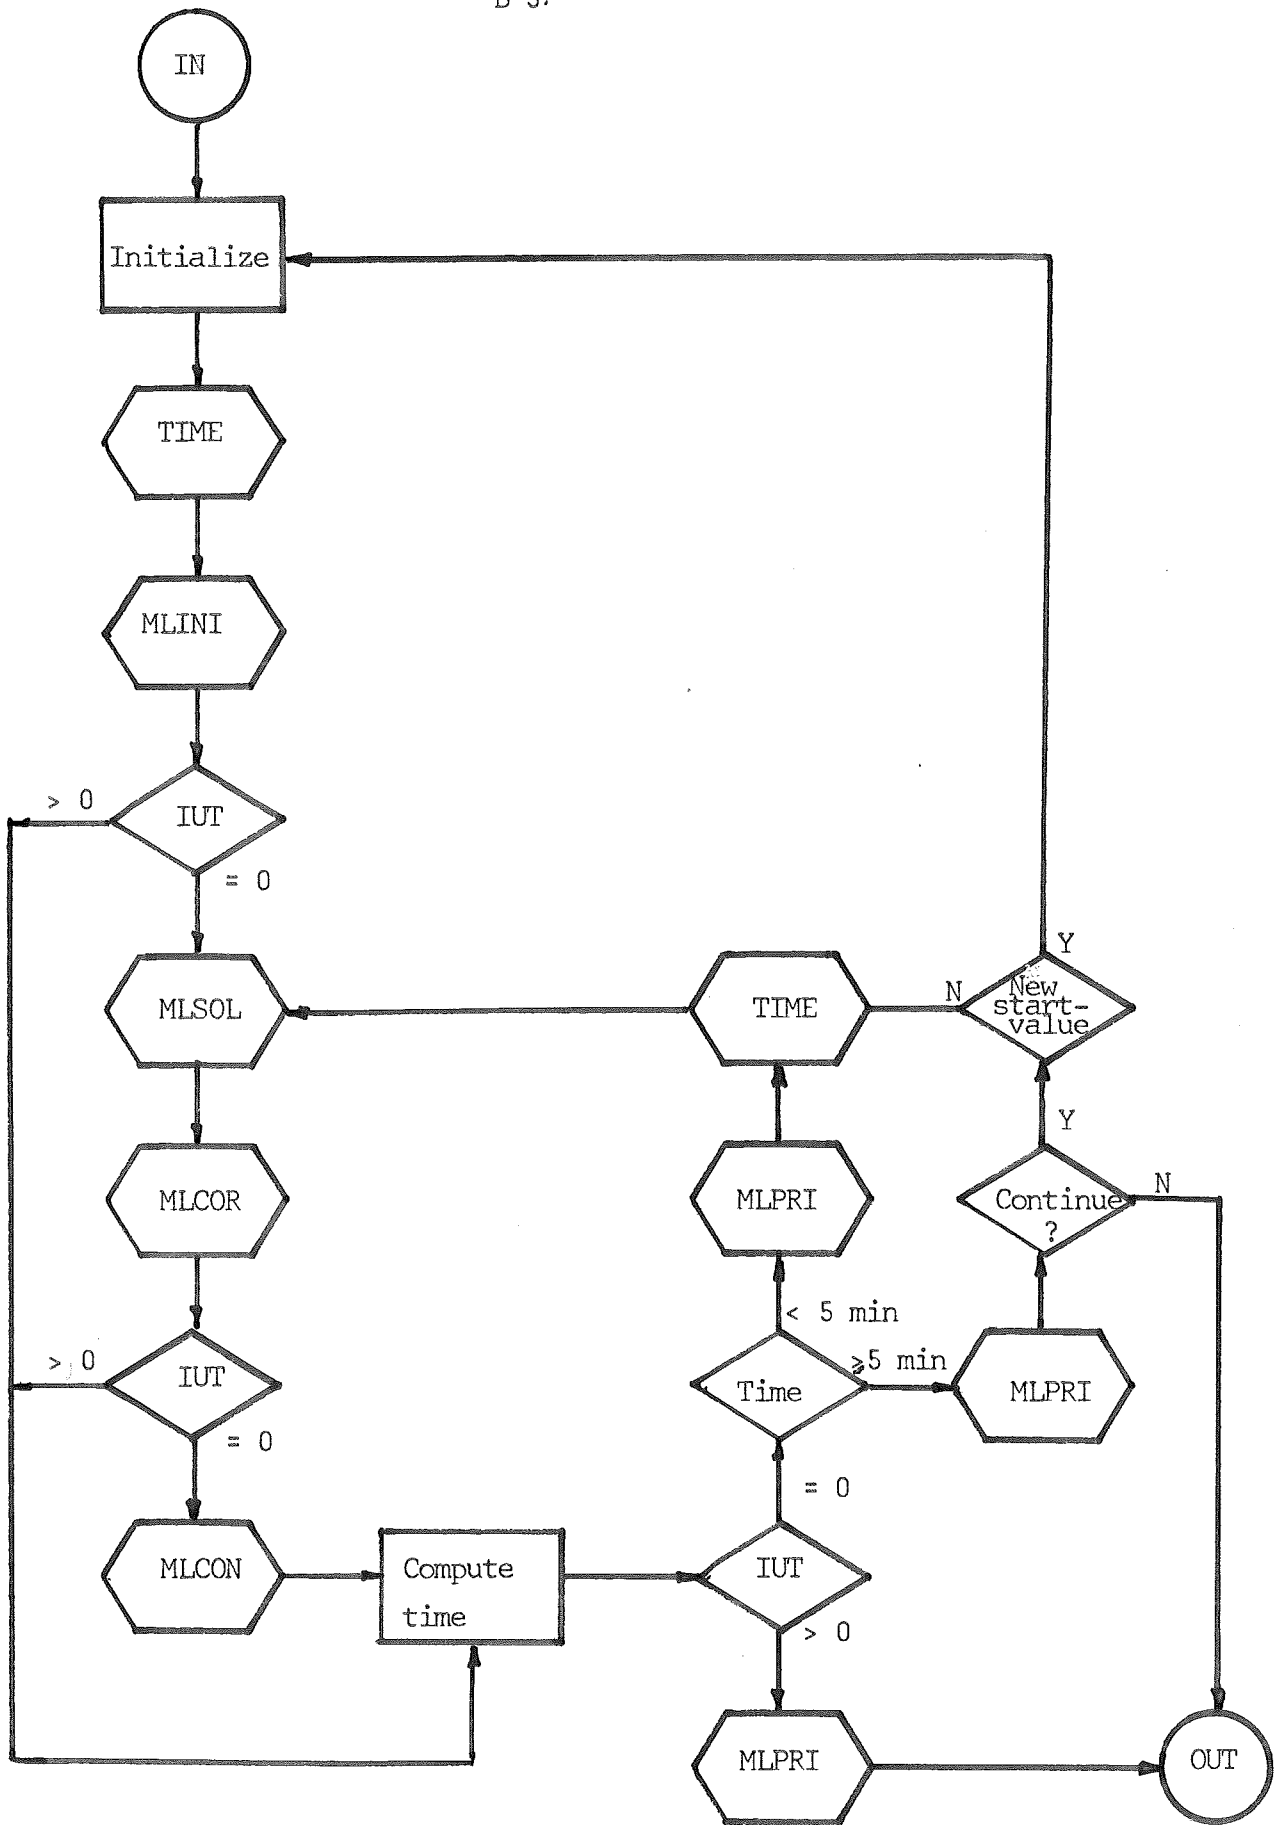 IN
Initialize
TIME
MLINI
> 0
IUT
= 0
Y
MLSOL
TIME
N
New
start-
value
Y
MLCOR
MLPRI
Continue
?
N
< 5 min
> 0
IUT
Time
≥5 min
MLPRI
= 0
= 0
MLCON
Compute
time
IUT
> 0
MLPRI
OUT